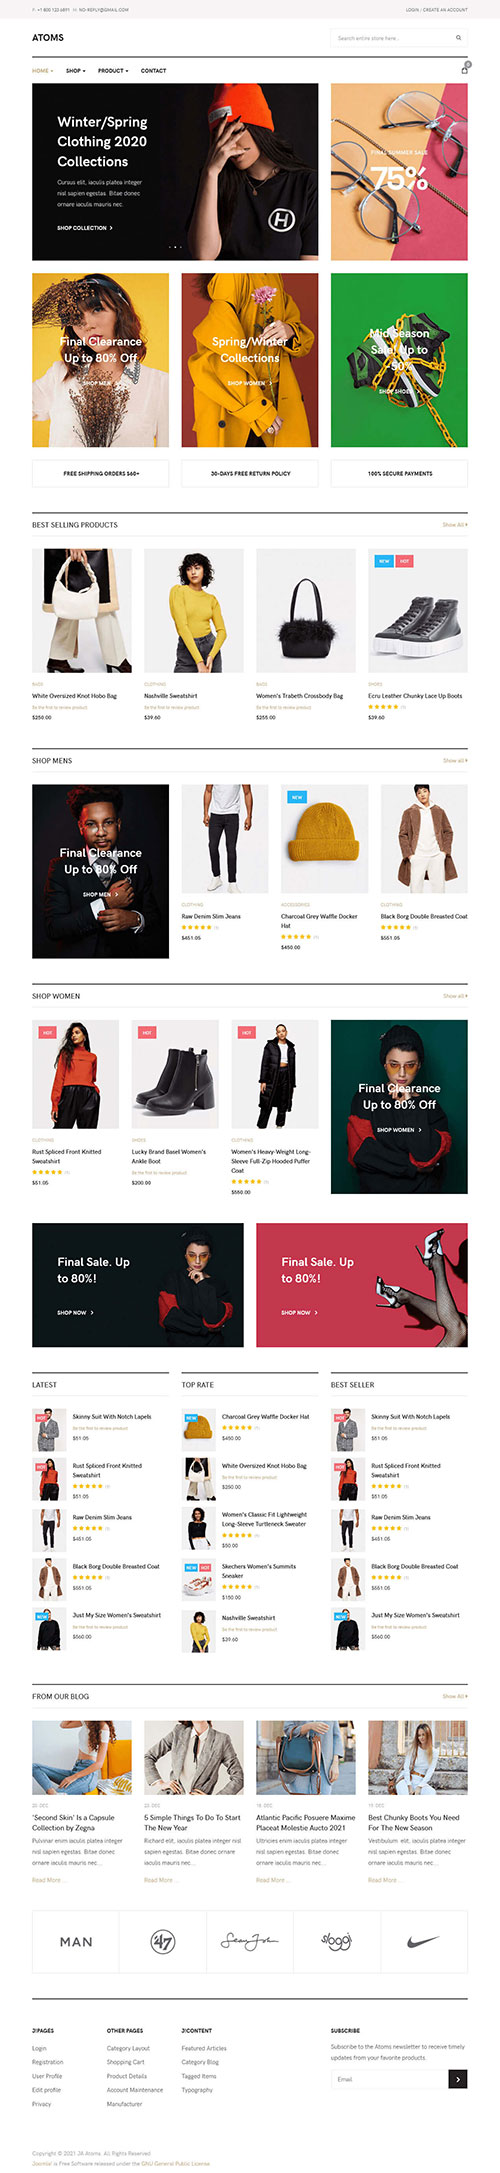 P: +1 800 123 6891 M: NO-REPLY@GMAIL.COM
LOGIN / CREATE AN ACCOUNT
ATOMS
Search entire store here...
HOME SHOP PRODUCT CONTACT
0
Winter/Spring
Clothing 2020
Collections
Cursus elit, iaculis platea integer
nisl sapien egestas. Bitae donec
ornare iaculis mauris nec.
SHOP COLLECTION
FINAL SUMMER SALE
75%
Final Clearance
Up to 80% Off
SHOP MEN
Spring/Winter
Collections
SHOP WOMEN
Mid Season
Sale! Up to
50%
SHOP SHOES
FREE SHIPPING ORDERS $60+
30-DAYS FREE RETURN POLICY
100% SECURE PAYMENTS
BEST SELLING PRODUCTS
Show All
NEW HOT
BAGS
White Oversized Knot Hobo Bag
Be the first to review product
$250.00
CLOTHING
Nashville Sweatshirt
Be the first to review product
$39.60
BAGS
Women's Trabeth Crossbody Bag
Be the first to review product
$255.00
SHOES
Ecru Leather Chunky Lace Up Boots
$39.60
SHOP MENS
Show all
Final Clearance
Up to 80% Off
SHOP MEN
CLOTHING
Raw Denim Slim Jeans
$451.05
NEW
ACCESSORIES
Charcoal Grey Waffle Docker
Hat
$450.00
CLOTHING
Black Borg Double Breasted Coat
$551.05
SHOP WOMEN
Show all
HOT
CLOTHING
Rust Spliced Front Knitted
Sweatshirt
$51.05
HOT
SHOES
Lucky Brand Basel Women's
Ankle Boot
Be the first to review product
$200.00
HOT
CLOTHING
Women's Heavy-Weight Long-
Sleeve Full-Zip Hooded Puffer
Coat
$550.00
Final Clearance
Up to 80% Off
SHOP WOMEN
Final Sale. Up
to 80%!
SHOP NOW
Final Sale. Up
to 80%!
SHOP NOW
LATEST
HOT
Skinny Suit With Notch Lapels
Be the first to review product
$51.05
HOT
Rust Spliced Front Knitted
Sweatshirt
$51.05
Raw Denim Slim Jeans
$451.05
Black Borg Double Breasted Coat
$551.05
NEW
Just My Size Women's Sweatshirt
Be the first to review product
$560.00
TOP RATE
NEW
Charcoal Grey Waffle Docker Hat
$450.00
White Oversized Knot Hobo Bag
Be the first to review product
$250.00
Women's Classic Fit Lightweight
Long-Sleeve Turtleneck Sweater
$50.00
NEW HOT
Skechers Women's Summits
Sneaker
$150.00
Nashville Sweatshirt
Be the first to review product
$39.60
BEST SELLER
HOT
Skinny Suit With Notch Lapels
Be the first to review product
$51.05
HOT
Rust Spliced Front Knitted
Sweatshirt
$51.05
Raw Denim Slim Jeans
$451.05
Black Borg Double Breasted Coat
$551.05
NEW
Just My Size Women's Sweatshirt
Be the first to review product
$560.00
FROM OUR BLOG
Show All
20 DEC
'Second Skin' Is a Capsule
Collection by Zegna
Pulvinar enim iaculis platea integer
nisl sapien egestas. Bitae donec
ornare iaculis mauris nec...
Read More ...
20 DEC
5 Simple Things To Do To Start
The New Year
Richard elit, iaculis platea integer nisl
sapien egestas. Bitae donec ornare
iaculis mauris nec...
Read More ...
DEC
Atlantic Pacific Posuere Maxime
Placeat Molestie Aucto 2021
Ultricies enim iaculis platea integer
nisl sapien egestas. Bitae donec
ornare iaculis mauris nec...
Read More ...
DEC
Best Chunky Boots You Need
For The New Season
Vestibulum elit, iaculis platea integer
nisl sapien egestas. Bitae donec
ornare iaculis mauris nec...
Read More ...
MAN
'47
Sean John
sloggi
J!PAGES
Login
Registration
User Profile
Edit profile
Privacy
OTHER PAGES
Category Layout
Shopping Cart
Product Details
Account Maintenance
Manufacturer
J!CONTENT
Featured Articles
Category Blog
Tagged Items
Typography
SUBSCRIBE
Subscribe to the Atoms newsletter to receive timely
updates from your favorite products.
Email
Copyright © 2021 JA Atoms. All Rights Reserved.
Joomla! is Free Software released under the GNU General Public License.